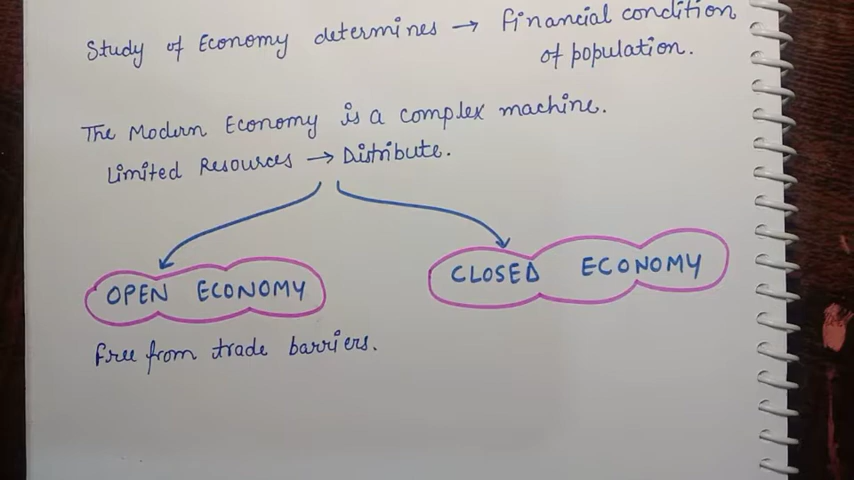 Study of Economy determines → Financial condition
of population.
The Modern Economy is a complex machine.
Limited Resources → Distribute.
OPEN ECONOMY
CLOSED ECONOMY
Free from trade barriers.